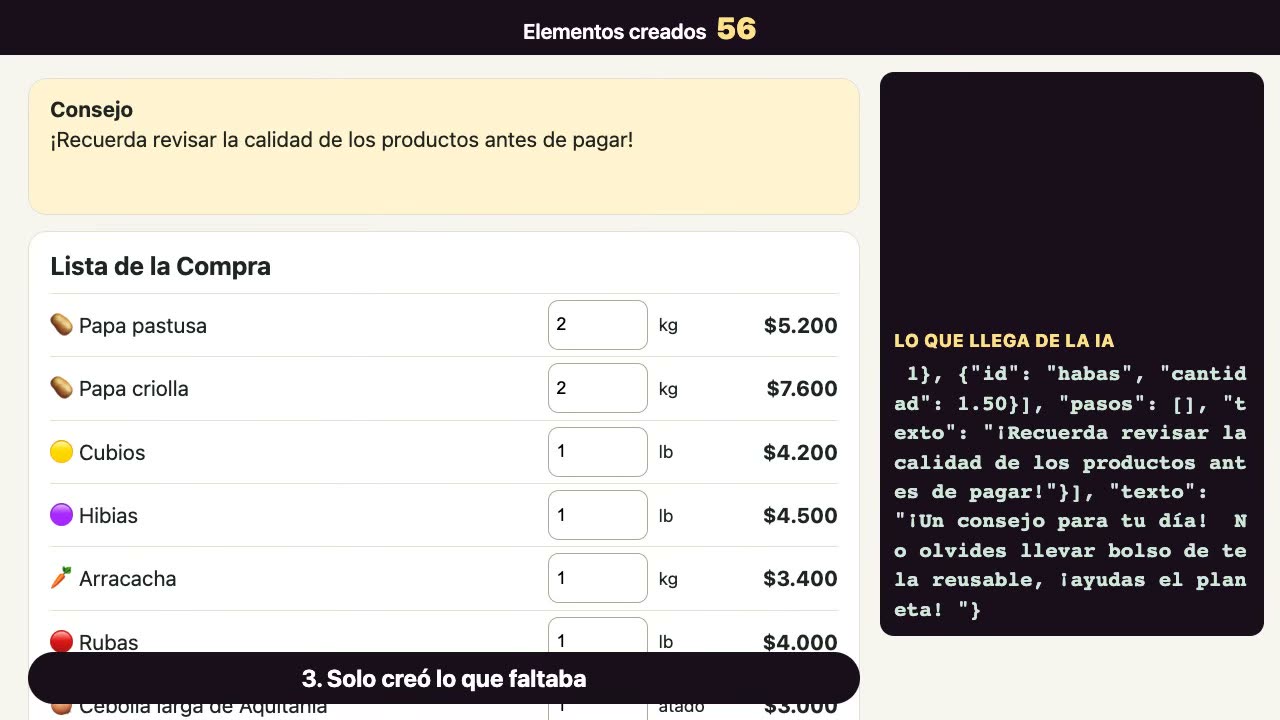 Elementos creados 56
Consejo
¡Recuerda revisar la calidad de los productos antes de pagar!
Lista de la Compra
Papa pastusa 2 kg $5.200
Papa criolla 2 kg $7.600
Cubios 1 lb $4.200
Hibias 1 lb $4.500
Arracacha 1 kg $3.400
Rubas 1 lb $4.000
3. Solo creó lo que faltaba
Cebolla larga de Aquitania 1 atado $3.000
LO QUE LLEGA DE LA IA
1}, {"id": "habas", "cantid
ad": 1.50}], "pasos": [], "t
exto": "¡Recuerda revisar la
calidad de los productos ant
es de pagar!"}], "texto":
"¡Un consejo para tu día!  N
o olvides llevar bolso de te
la reusable, ¡ayudas el plan
eta! "}